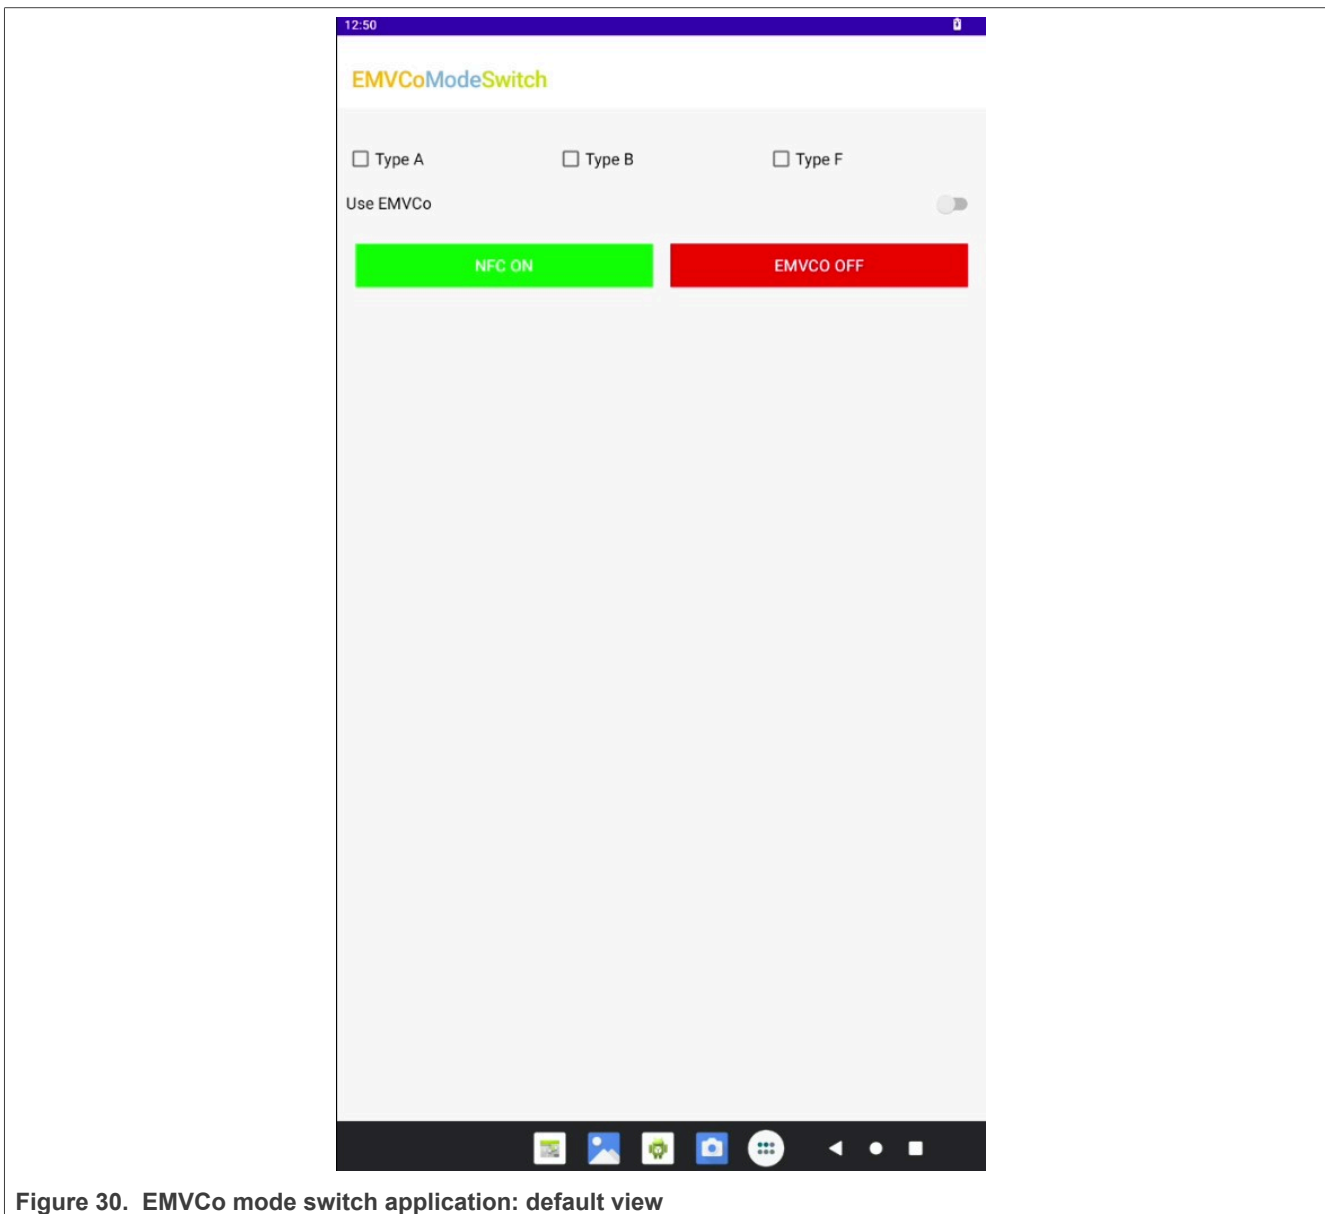 12:50
EMVCoModeSwitch
Type A Type B Type F
Use EMVCo
NFC ON EMVCO OFF
Figure 30. EMVCo mode switch application: default view